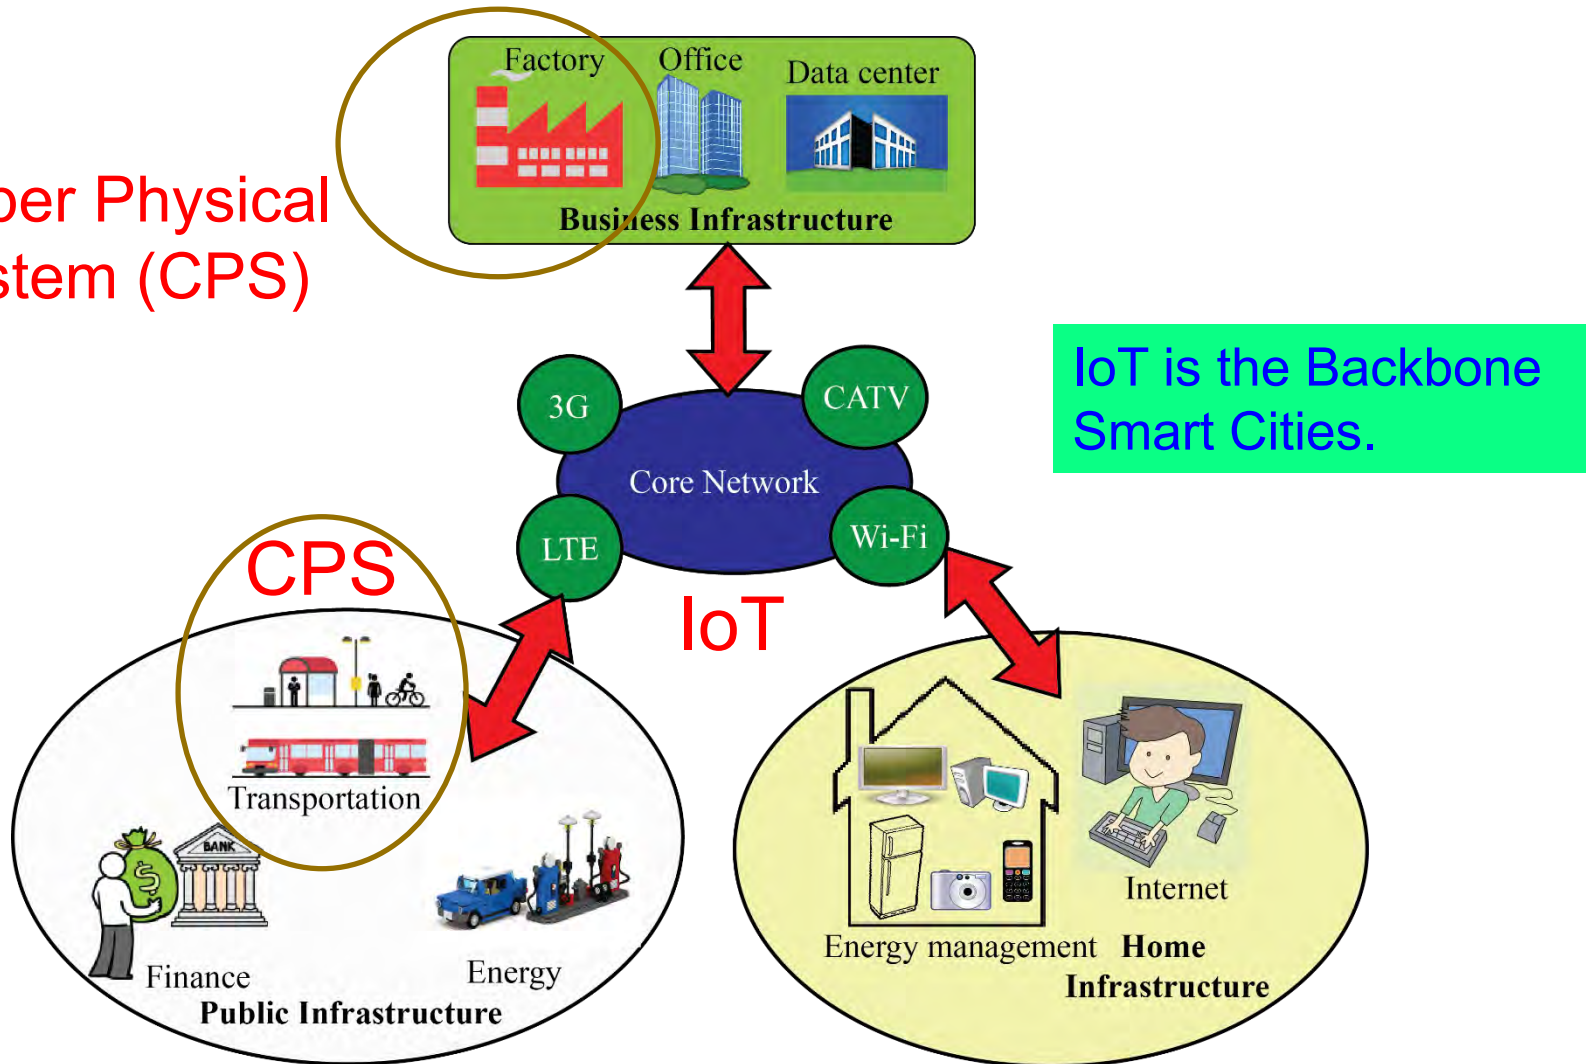 Factory
Office
Data center
Business Infrastructure
ber Physical
stem (CPS)
3G
CATV
Core Network
LTE
Wi-Fi
IoT is the Backbone
Smart Cities.
CPS
IoT
Transportation
BANK
$
Finance
Energy
Public Infrastructure
Internet
Energy management
Home
Infrastructure